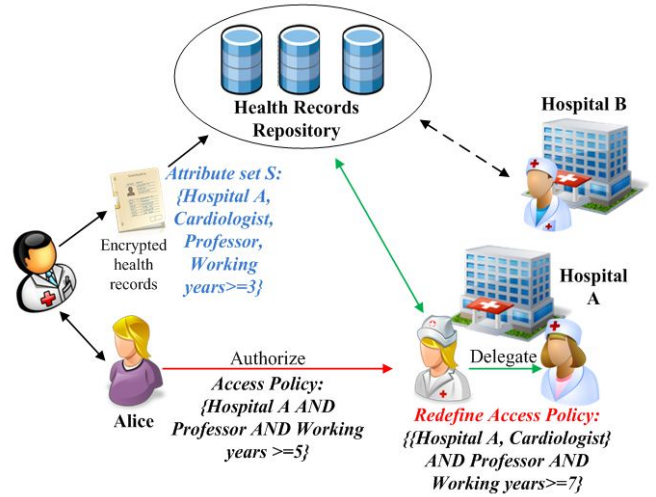 Health Records
Repository
Hospital B
Attribute set S:
{Hospital A,
Cardiologist,
Professor,
Working
years>=3}
Encrypted
health
records
Hospital
A
Alice
Authorize
Access Policy:
{Hospital A AND
Professor AND Working
years >=5}
Delegate
Redefine Access Policy:
{{Hospital A, Cardiologist}
AND Professor AND
Working years>=7}